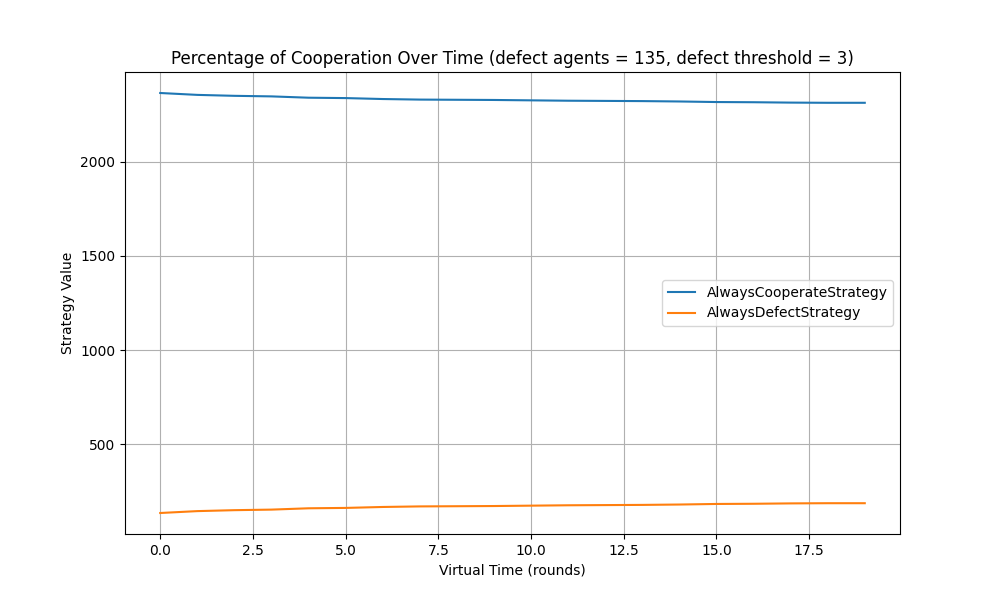 Percentage of Cooperation Over Time (defect agents = 135, defect threshold = 3)
2000
1500
1000
500
Strategy Value
AlwaysCooperateStrategy
AlwaysDefectStrategy
0.0 2.5 5.0 7.5 10.0 12.5 15.0 17.5
Virtual Time (rounds)